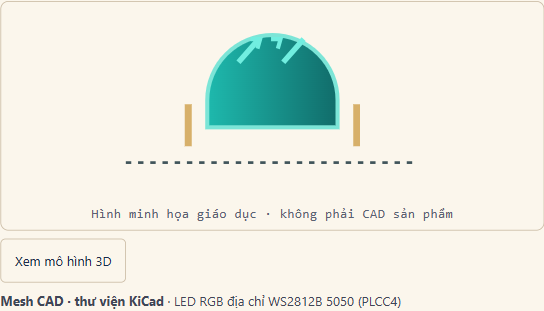 Hình minh họa giáo dục · không phải CAD sản phẩm
Xem mô hình 3D
Mesh CAD · thư viện KiCad · LED RGB địa chỉ WS2812B 5050 (PLCC4)